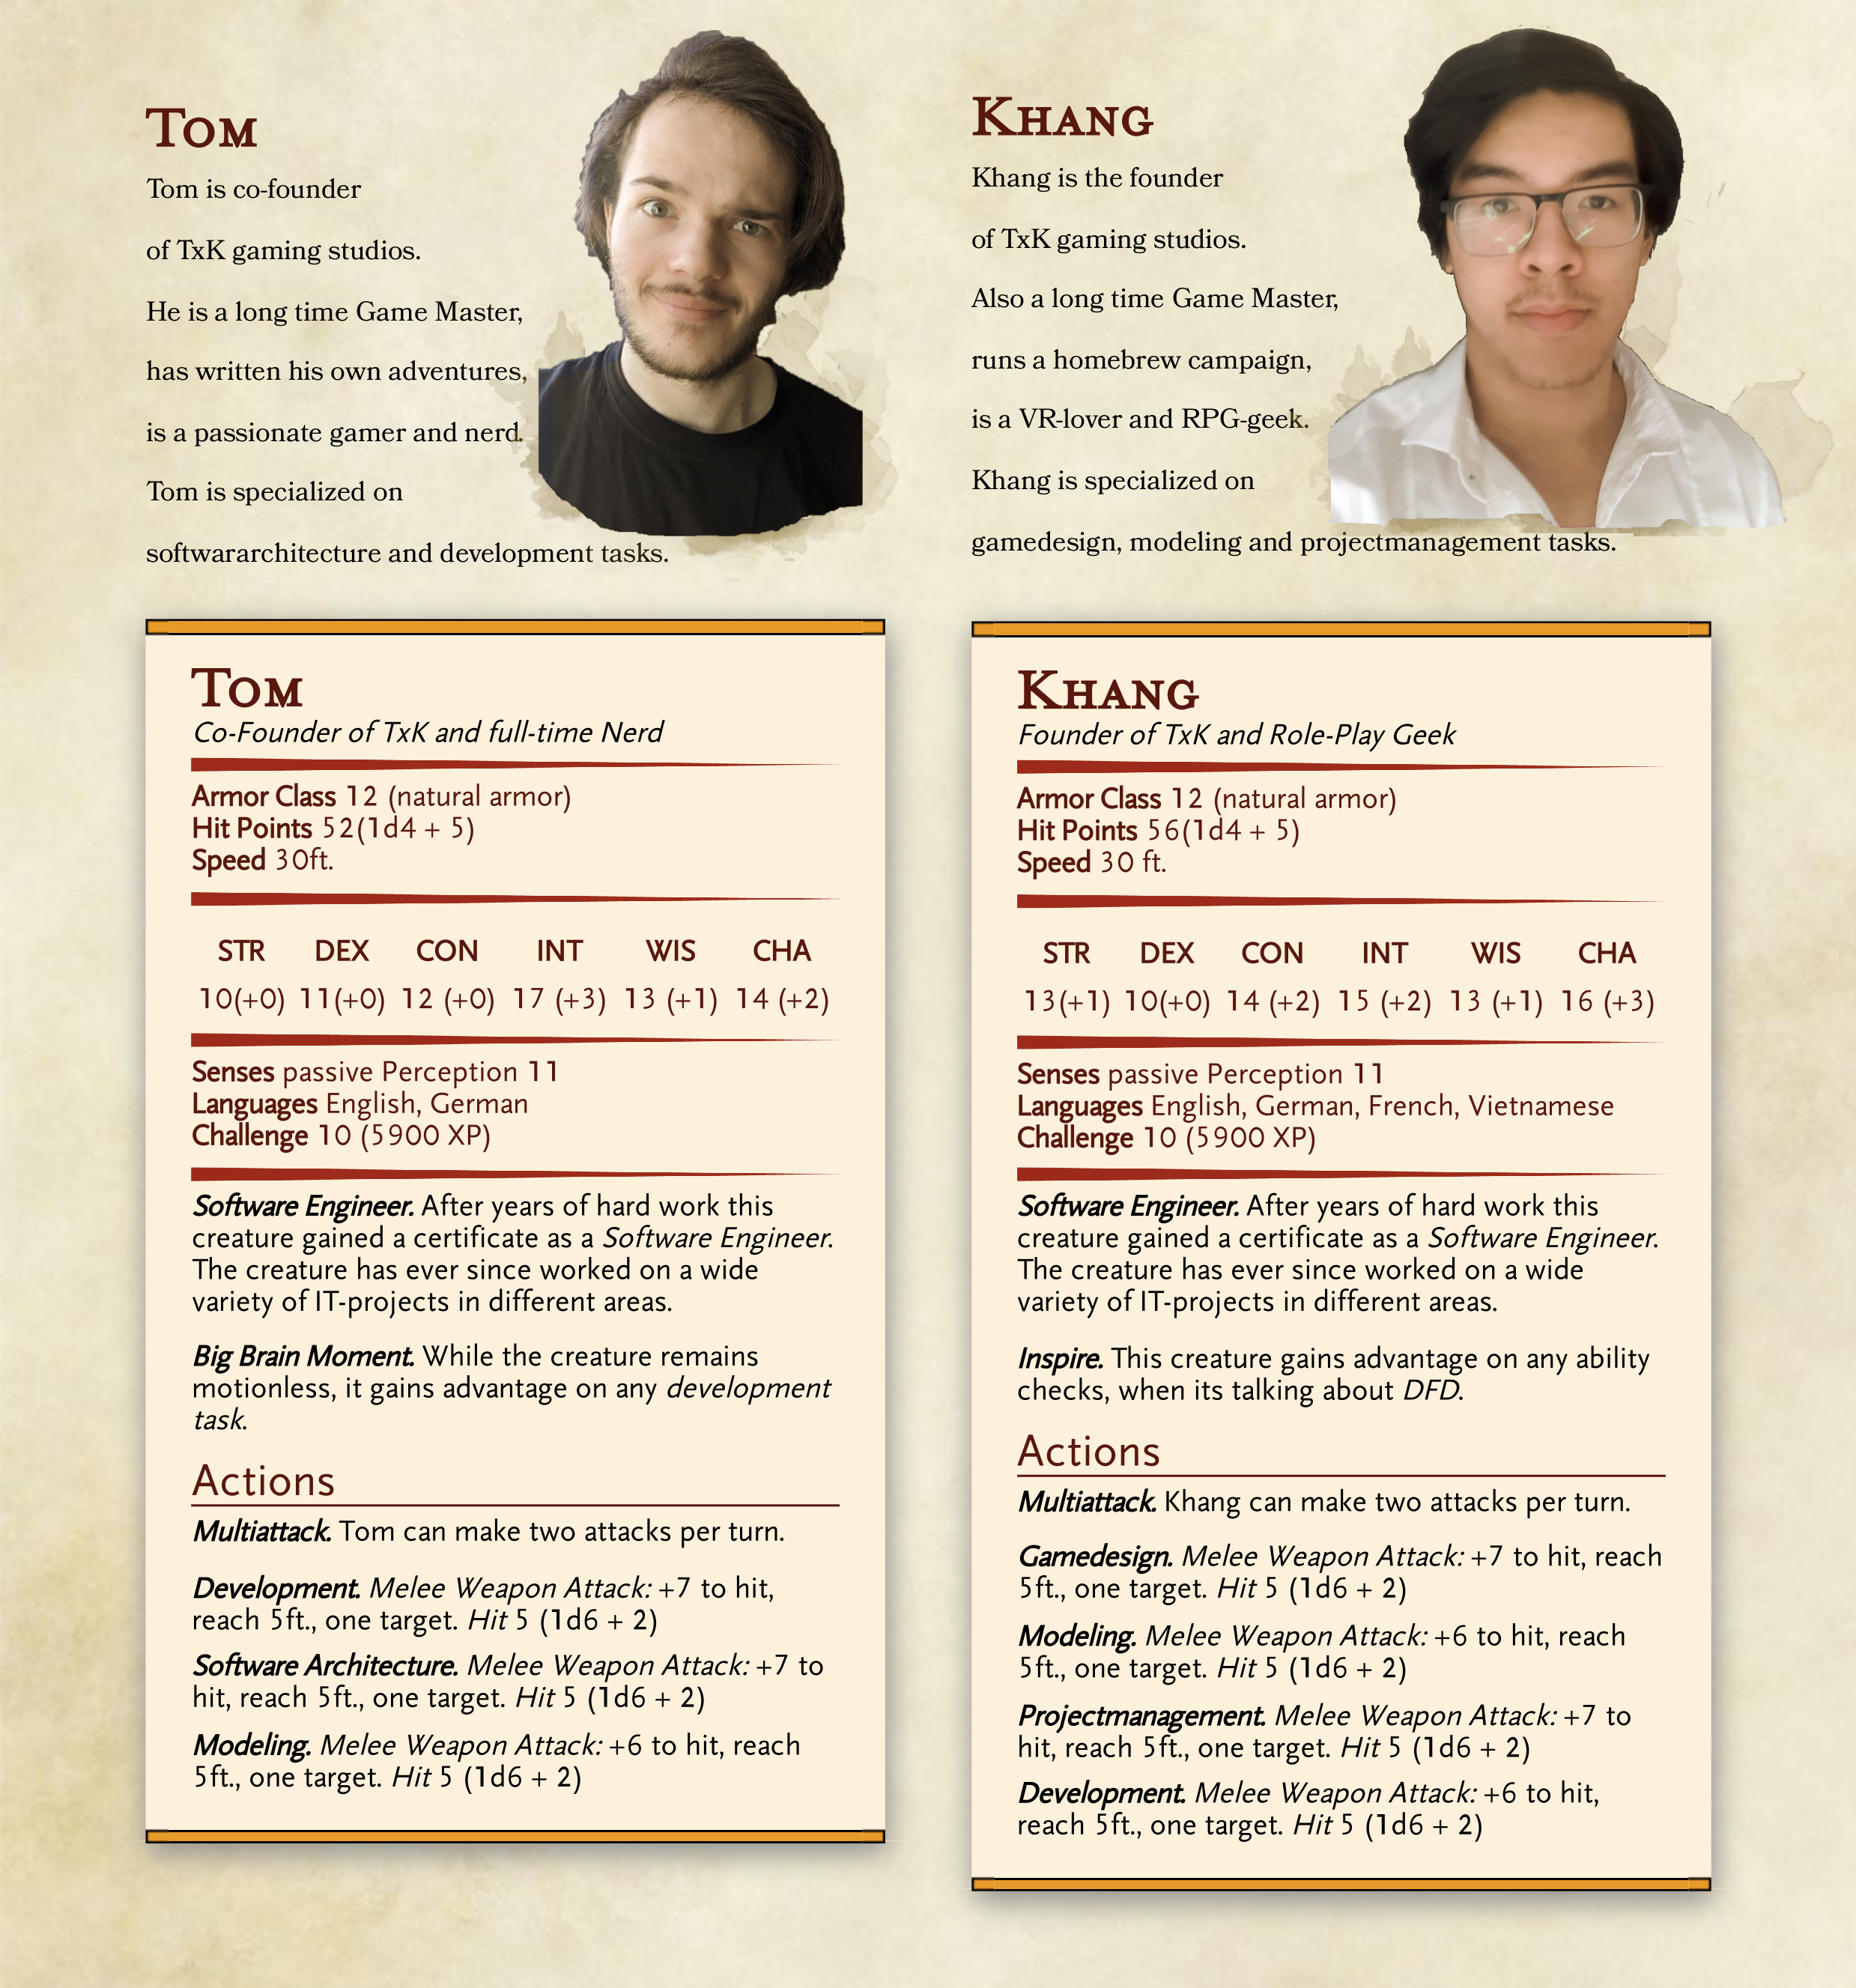 Tom
Tom is co-founder
of TxK gaming studios.
He is a long time Game Master,
has written his own adventures,
is a passionate gamer and nerd.
Tom is specialized on
softwararchitecture and development tasks.
Khang
Khang is the founder
of TxK gaming studios.
Also a long time Game Master,
runs a homebrew campaign,
is a VR-lover and RPG-geek.
Khang is specialized on
gamedesign, modeling and projectmanagement tasks.
Tom
Co-Founder of TxK and full-time Nerd
Armor Class 12 (natural armor)
Hit Points 52(1d4 + 5)
Speed 30ft.
STR DEX CON INT WIS CHA
10(+0) 11(+0) 12 (+0) 17 (+3) 13 (+1) 14 (+2)
Senses passive Perception 11
Languages English, German
Challenge 10 (5900 XP)
Software Engineer. After years of hard work this
creature gained a certificate as a Software Engineer.
The creature has ever since worked on a wide
variety of IT-projects in different areas.
Big Brain Moment. While the creature remains
motionless, it gains advantage on any development
task.
Actions
Multiattack. Tom can make two attacks per turn.
Development. Melee Weapon Attack: +7 to hit,
reach 5ft., one target. Hit 5 (1d6 + 2)
Software Architecture. Melee Weapon Attack: +7 to
hit, reach 5ft., one target. Hit 5 (1d6 + 2)
Modeling. Melee Weapon Attack: +6 to hit, reach
5ft., one target. Hit 5 (1d6 + 2)
Khang
Founder of TxK and Role-Play Geek
Armor Class 12 (natural armor)
Hit Points 56(1d4 + 5)
Speed 30 ft.
STR DEX CON INT WIS CHA
13(+1) 10(+0) 14 (+2) 15 (+2) 13 (+1) 16 (+3)
Senses passive Perception 11
Languages English, German, French, Vietnamese
Challenge 10 (5900 XP)
Software Engineer. After years of hard work this
creature gained a certificate as a Software Engineer.
The creature has ever since worked on a wide
variety of IT-projects in different areas.
Inspire. This creature gains advantage on any ability
checks, when its talking about DFD.
Actions
Multiattack. Khang can make two attacks per turn.
Gamedesign. Melee Weapon Attack: +7 to hit, reach
5ft., one target. Hit 5 (1d6 + 2)
Modeling. Melee Weapon Attack: +6 to hit, reach
5ft., one target. Hit 5 (1d6 + 2)
Projectmanagement. Melee Weapon Attack: +7 to
hit, reach 5ft., one target. Hit 5 (1d6 + 2)
Development. Melee Weapon Attack: +6 to hit,
reach 5ft., one target. Hit 5 (1d6 + 2)